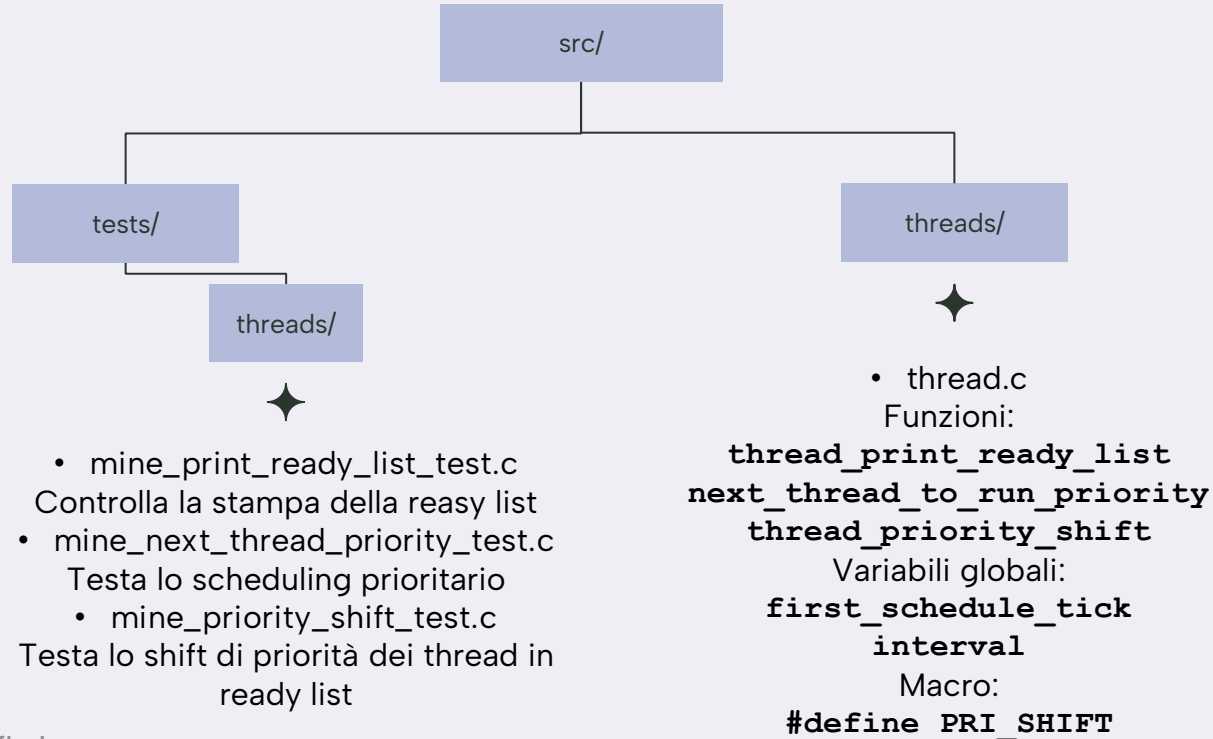 src/
tests/
threads/
threads/
• mine_print_ready_list_test.c
Controlla la stampa della reasy list
• mine_next_thread_priority_test.c
Testa lo scheduling prioritario
• mine_priority_shift_test.c
Testa lo shift di priorità dei thread in
ready list
• thread.c
Funzioni:
thread_print_ready_list
next_thread_to_run_priority
thread_priority_shift
Variabili globali:
first_schedule_tick
interval
Macro:
#define PRI_SHIFT